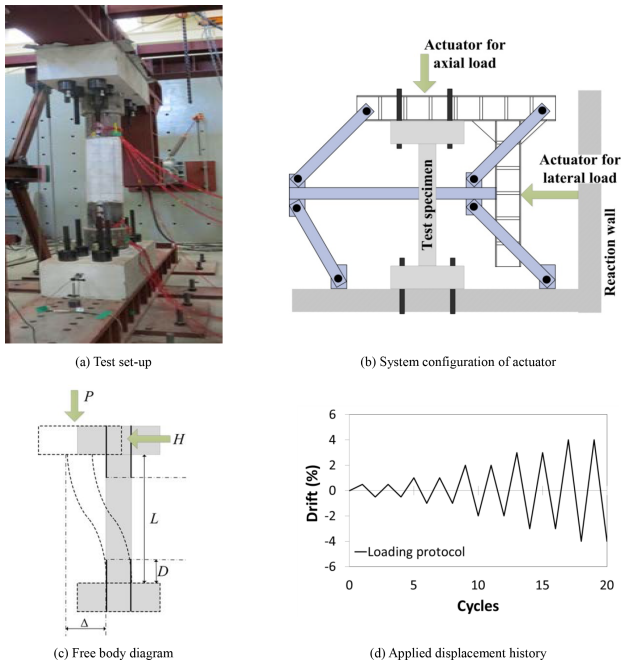 Actuator for
axial load
Actuator for
lateral load
Test specimen
Reaction wall
(a) Test set-up
(b) System configuration of actuator
P
H
L
D
Δ
6
4
2
0
-2
-4
-6
Drift (%)
Loading protocol
0 5 10 15 20
Cycles
(c) Free body diagram
(d) Applied displacement history